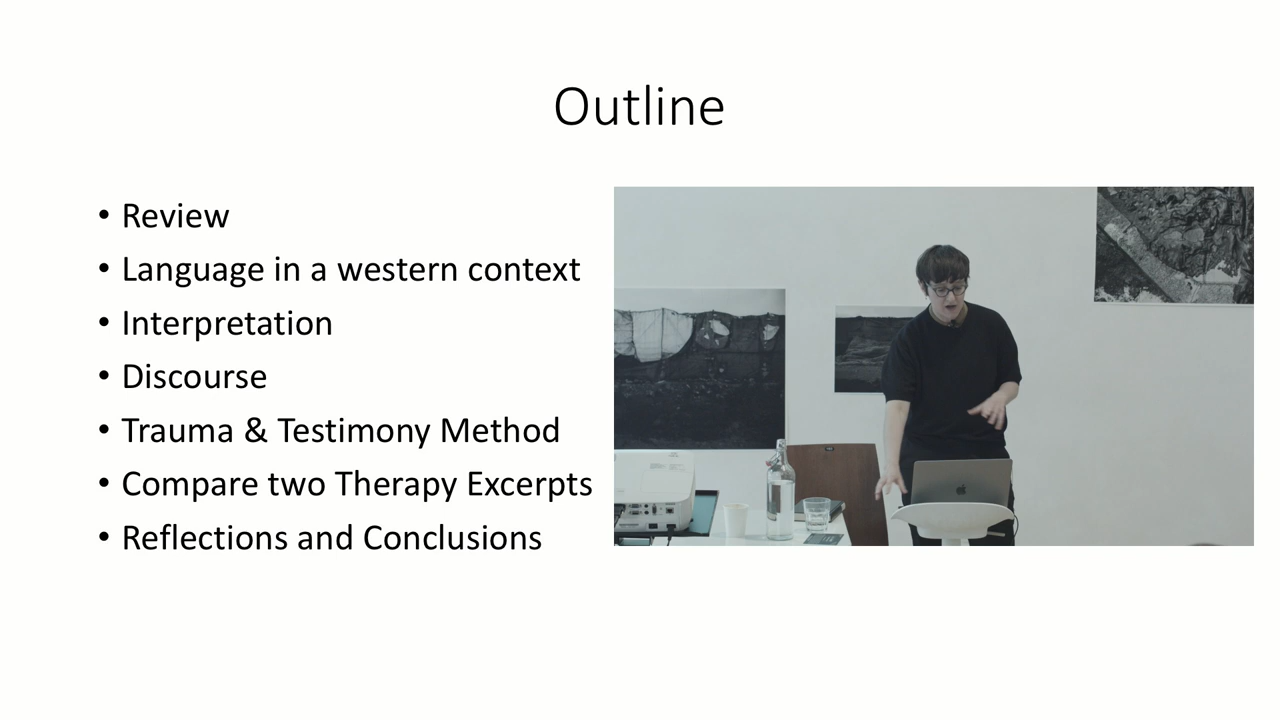 Outline
• Review
• Language in a western context
• Interpretation
• Discourse
• Trauma & Testimony Method
• Compare two Therapy Excerpts
• Reflections and Conclusions